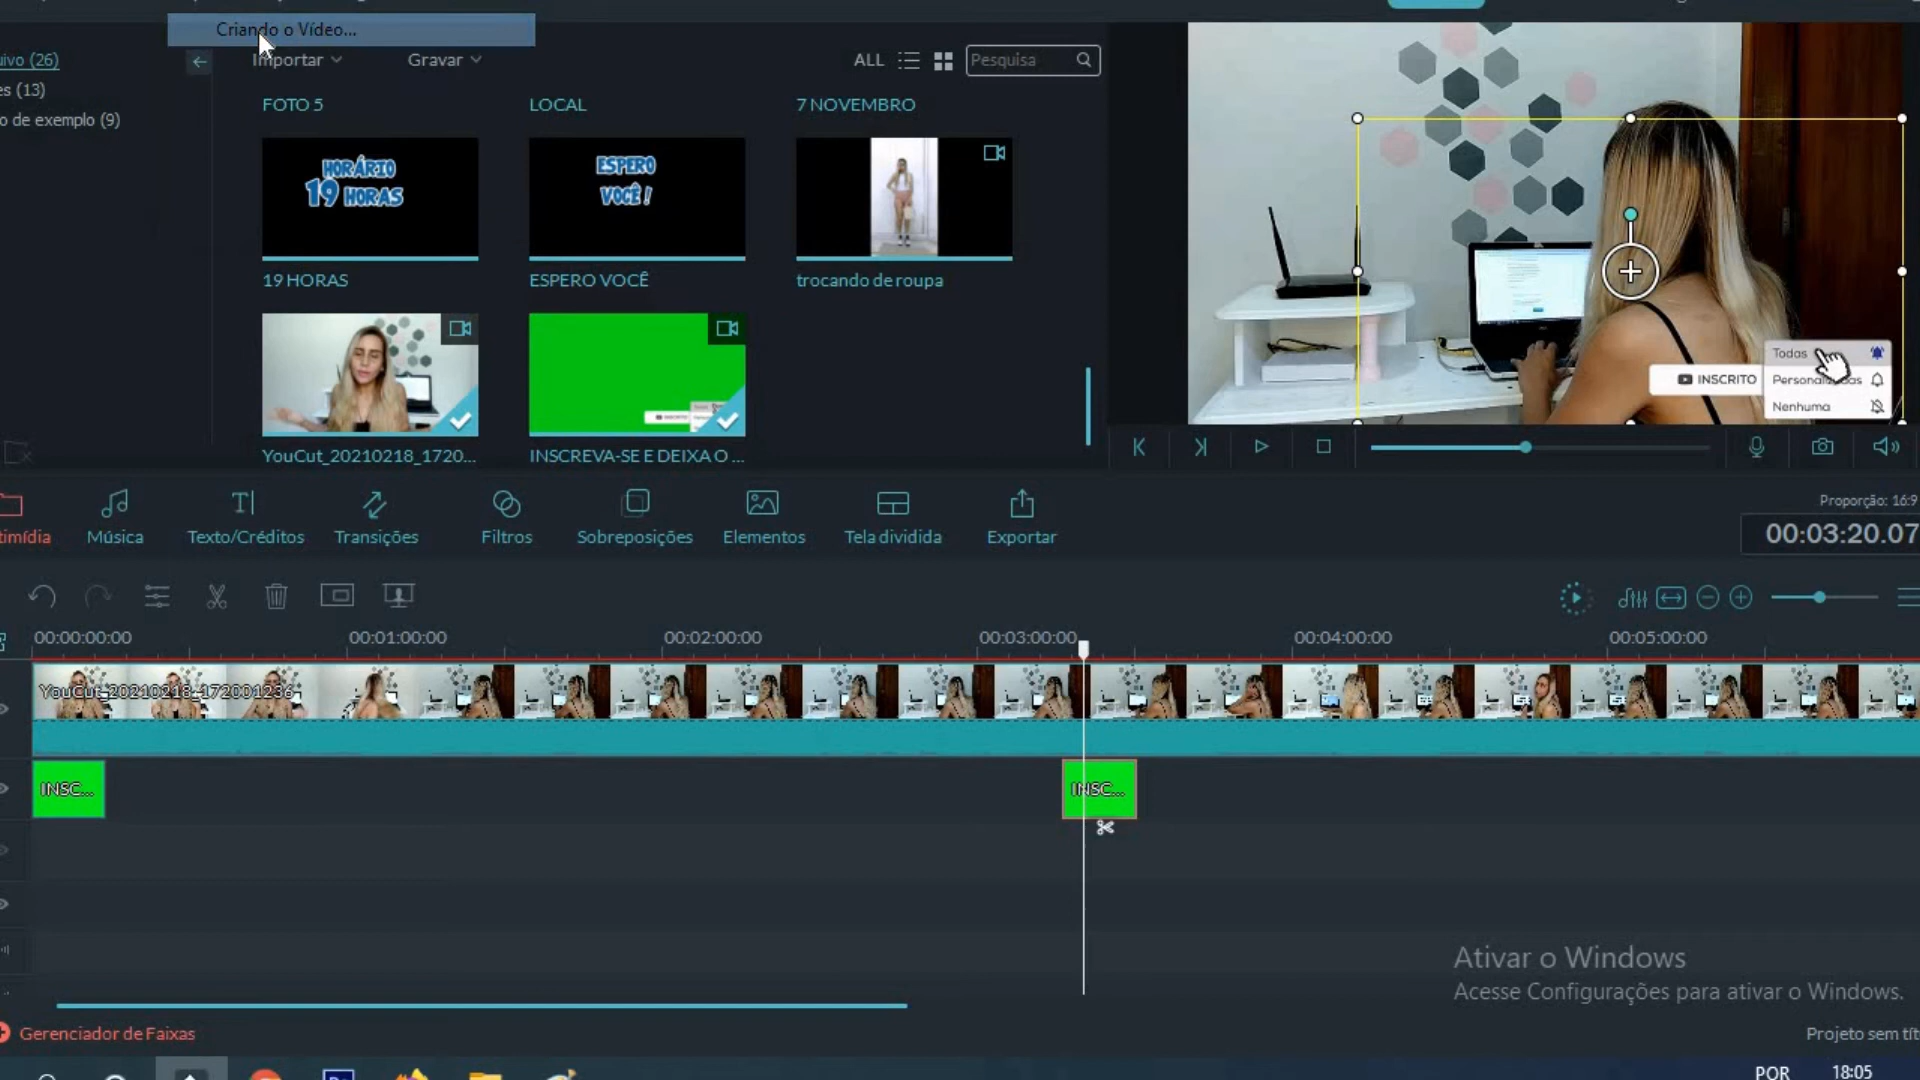 Criando o Vídeo...
Importar
Gravar
ALL
Pesquisa
(26)
(13)
o de exemplo (9)
FOTO 5
LOCAL
7 NOVEMBRO
HORÁRIO
19 HORAS
ESPERO
VOCÊ !
19 HORAS
ESPERO VOCÊ
trocando de roupa
YouCut_20210218_1720...
INSCREVA-SE E DEIXA O ...
INSCRITO
Todas
Nenhuma
Música
Texto/Créditos
Transições
Filtros
Sobreposições
Elementos
Tela dividida
Exportar
Proporção: 16:9
00:03:20.07
00:00:00:00
00:01:00:00
00:02:00:00
00:03:00:00
00:04:00:00
00:05:00:00
YouCut_20210218_172001236
INSC...
INSC...
Ativar o Windows
Acesse Configurações para ativar o Windows.
Gerenciador de Faixas
Projeto sem tít
POR
18:05